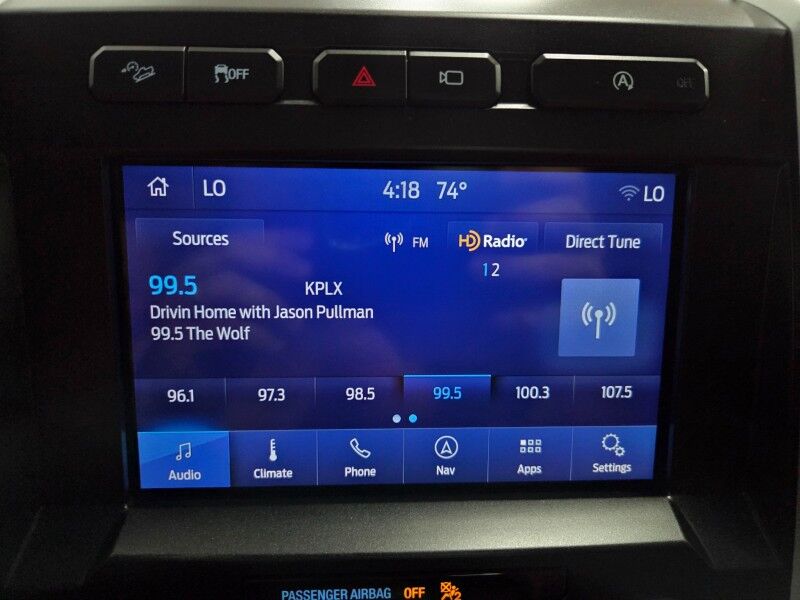 OFF
A OFF
LO 4:18 74° LO
Sources FM HD Radio Direct Tune
1 2
99.5 KPLX
Drivin Home with Jason Pullman
99.5 The Wolf
96.1 97.3 98.5 99.5 100.3 107.5
Audio Climate Phone Nav Apps Settings
PASSENGER AIRBAG OFF